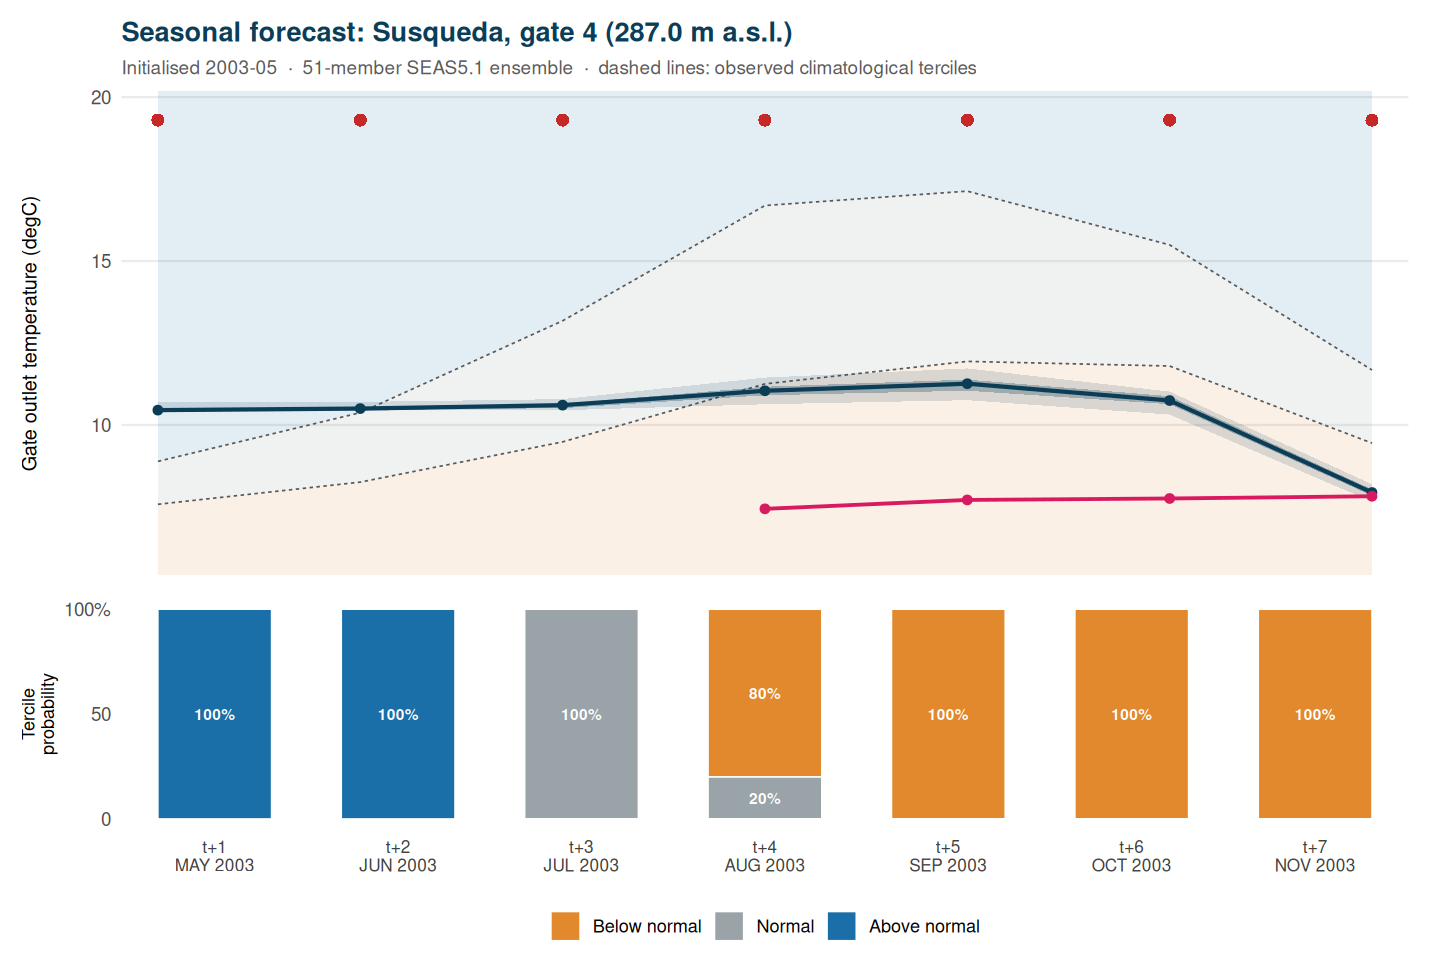 Seasonal forecast: Susqueda, gate 4 (287.0 m a.s.l.)
Initialised 2003-05 · 51-member SEAS5.1 ensemble · dashed lines: observed climatological terciles
Gate outlet temperature (degC)
20
15
10
Tercile
probability
100%
50
0
100%
100%
100%
80%
20%
100%
100%
100%
t+1
MAY 2003
t+2
JUN 2003
t+3
JUL 2003
t+4
AUG 2003
t+5
SEP 2003
t+6
OCT 2003
t+7
NOV 2003
Below normal
Normal
Above normal